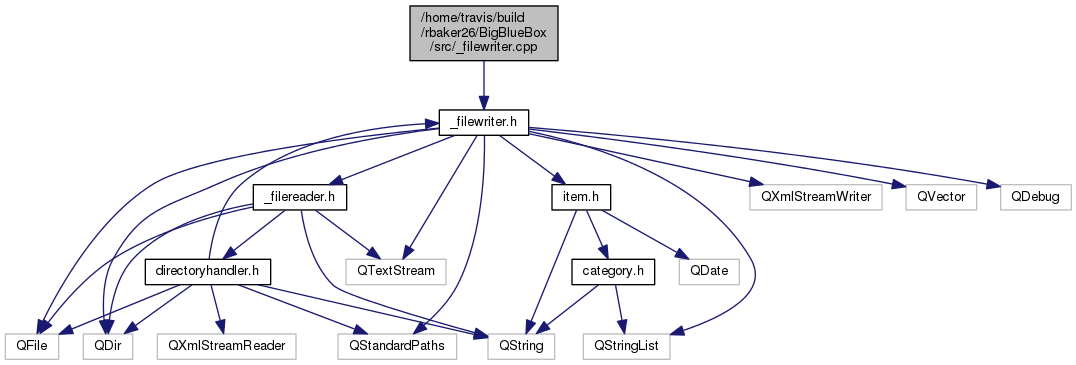 /home/travis/build
/rbaker26/BigBlueBox
/src/_filewriter.cpp
_filewriter.h
_filereader.h
item.h
QXmlStreamWriter
QVector
QDebug
directoryhandler.h
QTextStream
category.h
QDate
QFile
QDir
QXmlStreamReader
QStandardPaths
QString
QStringList